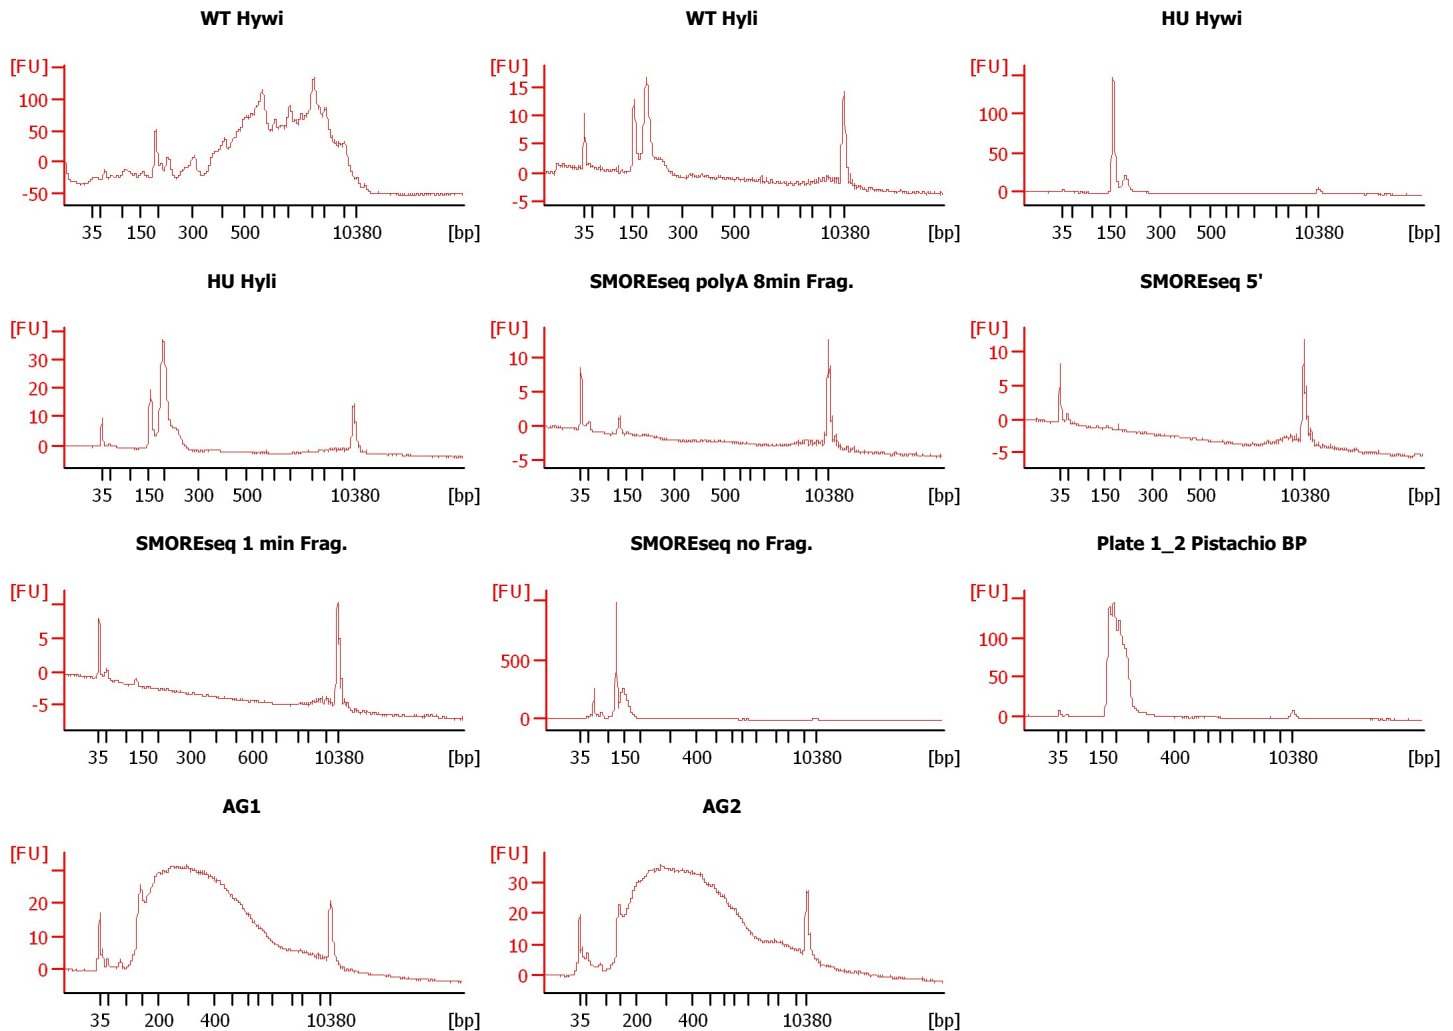 WT Hywi
[FU]
100
50
0
-50
35 150 300 500 10380 [bp]
WT Hyli
[FU]
15
10
5
0
-5
35 150 300 500 10380 [bp]
HU Hywi
[FU]
100
50
0
35 150 300 500 10380 [bp]
HU Hyli
[FU]
30
20
10
0
35 150 300 500 10380 [bp]
SMOREseq polyA 8min Frag.
[FU]
10
5
0
-5
35 150 300 500 10380 [bp]
SMOREseq 5'
[FU]
10
5
0
-5
35 150 300 500 10380 [bp]
SMOREseq 1 min Frag.
[FU]
5
0
-5
35 150 300 600 10380 [bp]
SMOREseq no Frag.
[FU]
500
0
35 150 400 10380 [bp]
Plate 1_2 Pistachio BP
[FU]
100
50
0
35 150 400 10380 [bp]
AG1
[FU]
20
10
0
35 200 400 10380 [bp]
AG2
[FU]
30
20
10
0
35 200 400 10380 [bp]